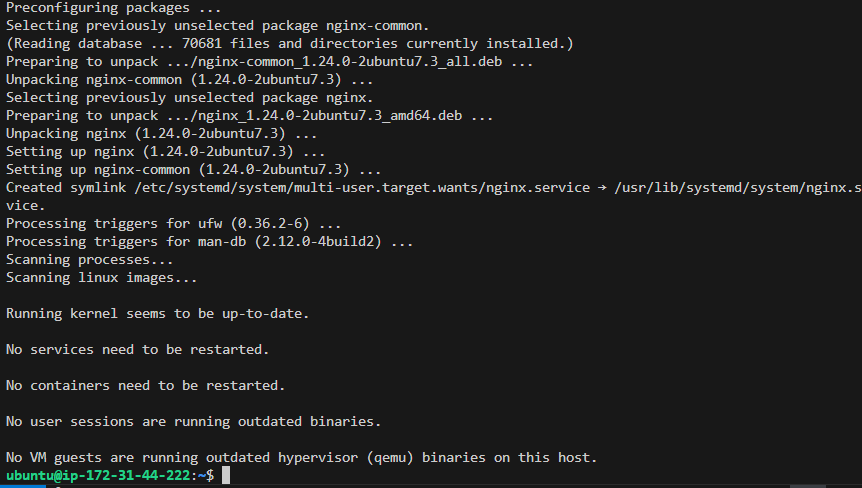 Preconfiguring packages ...
Selecting previously unselected package nginx-common.
(Reading database ... 70681 files and directories currently installed.)
Preparing to unpack .../nginx-common_1.24.0-2ubuntu7.3_all.deb ...
Unpacking nginx-common (1.24.0-2ubuntu7.3) ...
Selecting previously unselected package nginx.
Preparing to unpack .../nginx_1.24.0-2ubuntu7.3_amd64.deb ...
Unpacking nginx (1.24.0-2ubuntu7.3) ...
Setting up nginx (1.24.0-2ubuntu7.3) ...
Setting up nginx-common (1.24.0-2ubuntu7.3) ...
Created symlink /etc/systemd/system/multi-user.target.wants/nginx.service → /usr/lib/systemd/system/nginx.s
vice.
Processing triggers for ufw (0.36.2-6) ...
Processing triggers for man-db (2.12.0-4build2) ...
Scanning processes...
Scanning linux images...
Running kernel seems to be up-to-date.
No services need to be restarted.
No containers need to be restarted.
No user sessions are running outdated binaries.
No VM guests are running outdated hypervisor (qemu) binaries on this host.
ubuntu@ip-172-31-44-222:~$